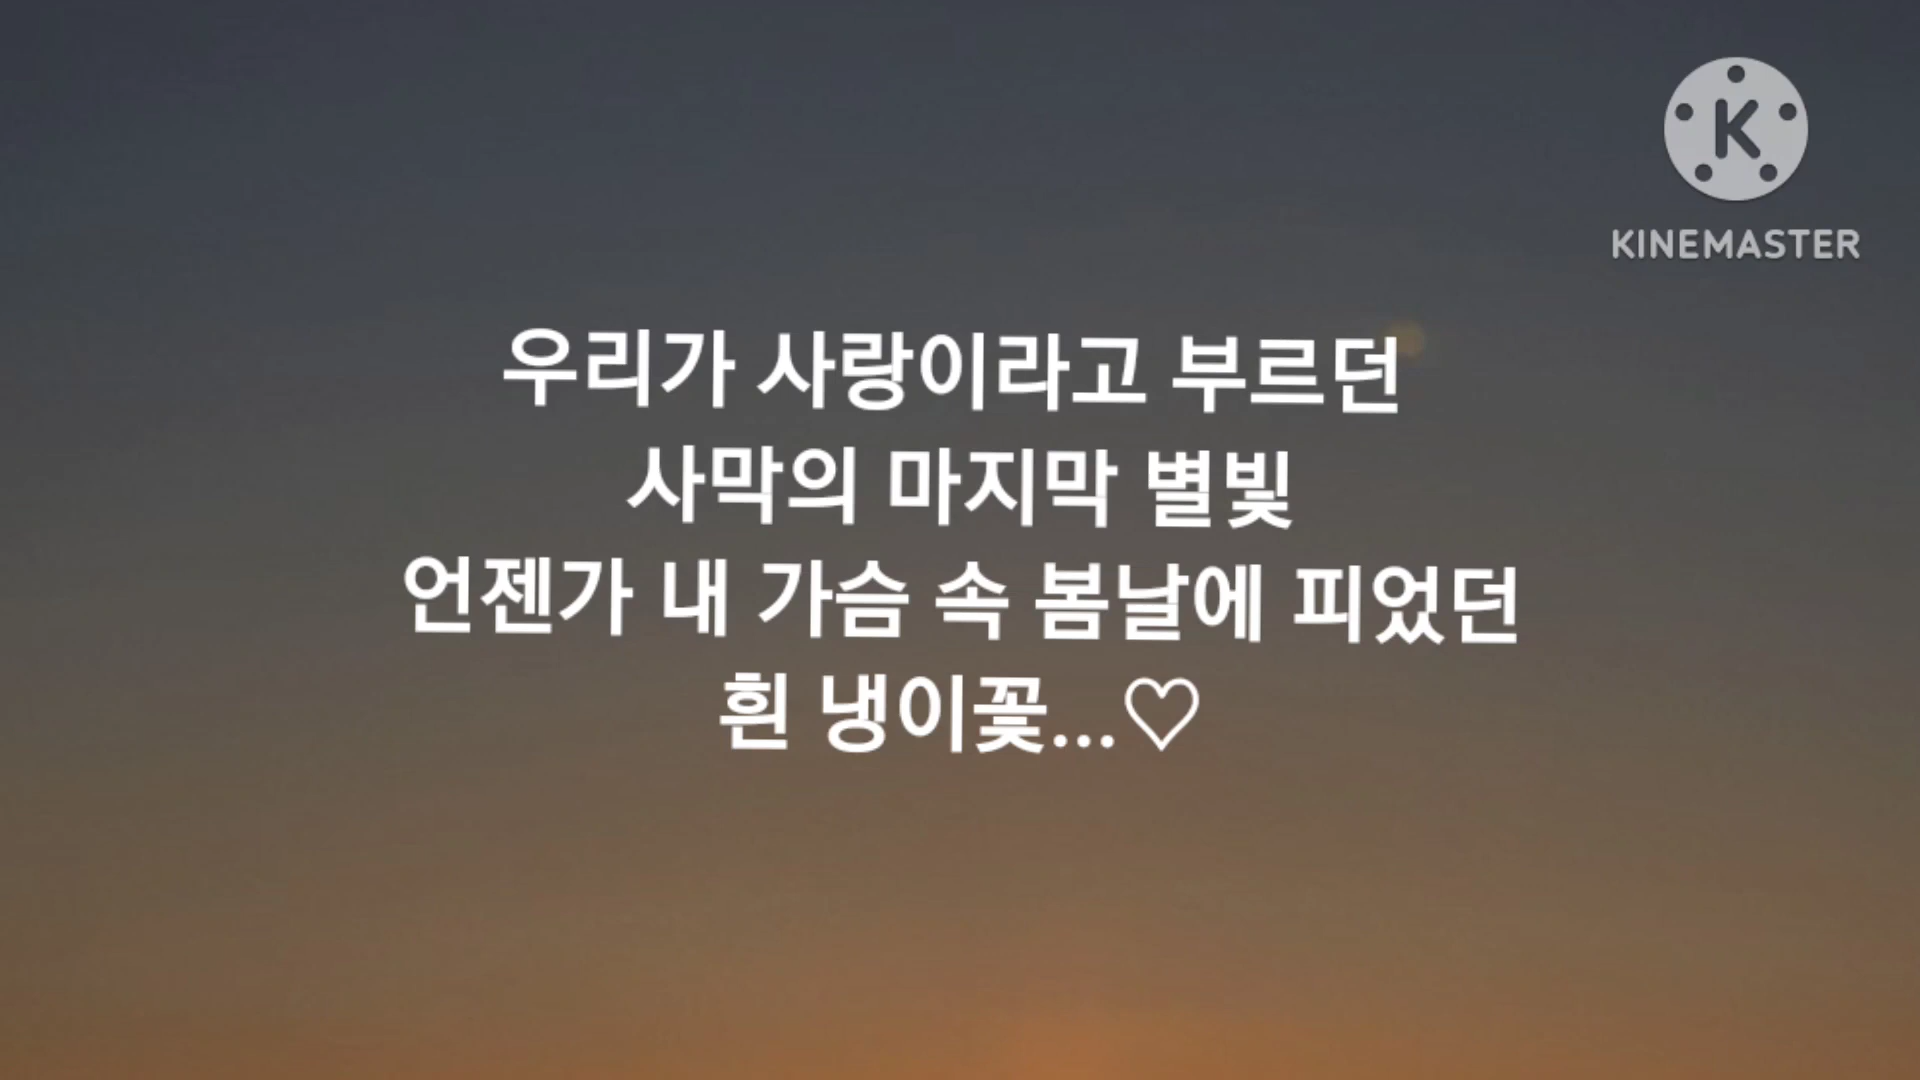 KINEMASTER
우리가 사랑이라고 부르던
사막의 마지막 별빛
언젠가 내 가슴 속 봄날에 피었던
흰 냉이꽃...♡